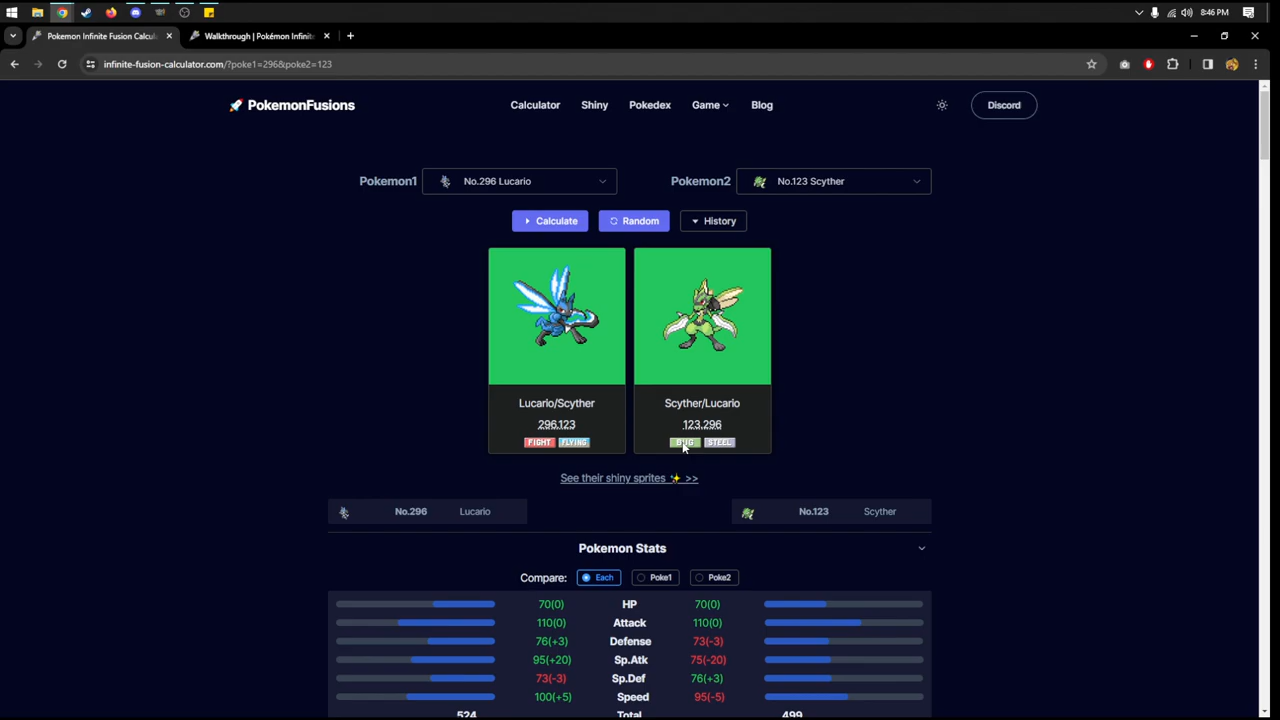 8:46 PM
Pokemon Infinite Fusion Calcula
Walkthrough | Pokémon Infinite
infinite-fusion-calculator.com/?poke1=296&poke2=123
PokemonFusions
Calculator Shiny Pokedex Game Blog
Discord
Pokemon1 No.296 Lucario
Pokemon2 No.123 Scyther
Calculate Random History
Lucario/Scyther
296.123
FIGHT FLYING
Scyther/Lucario
123.296
BUG STEEL
See their shiny sprites ✨ >>
No.296 Lucario
No.123 Scyther
Pokemon Stats
Compare: Each Poke1 Poke2
70(0) HP 70(0)
110(0) Attack 110(0)
76(+3) Defense 73(-3)
95(+20) Sp.Atk 75(-20)
73(-3) Sp.Def 76(+3)
100(+5) Speed 95(-5)
524 Total 499